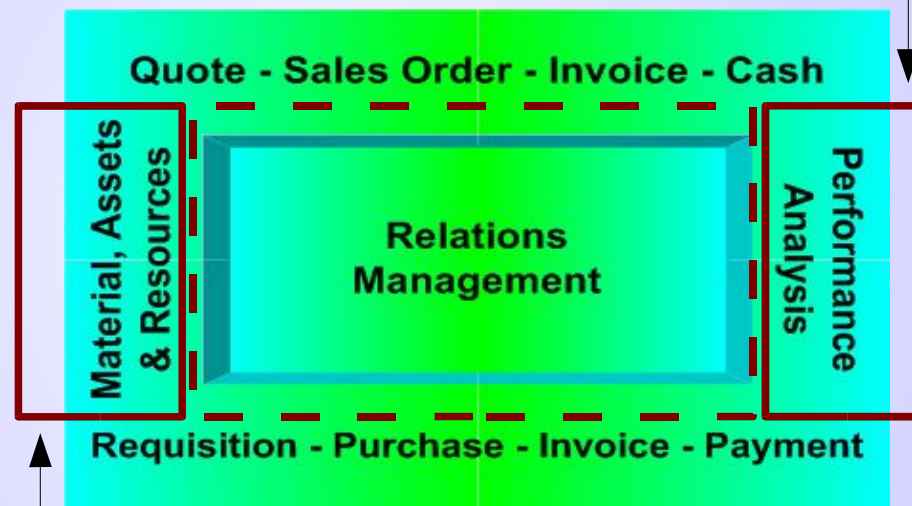 Quote - Sales Order - Invoice - Cash
Material, Assets
& Resources
Relations
Management
Performance
Analysis
Requisition - Purchase - Invoice - Payment